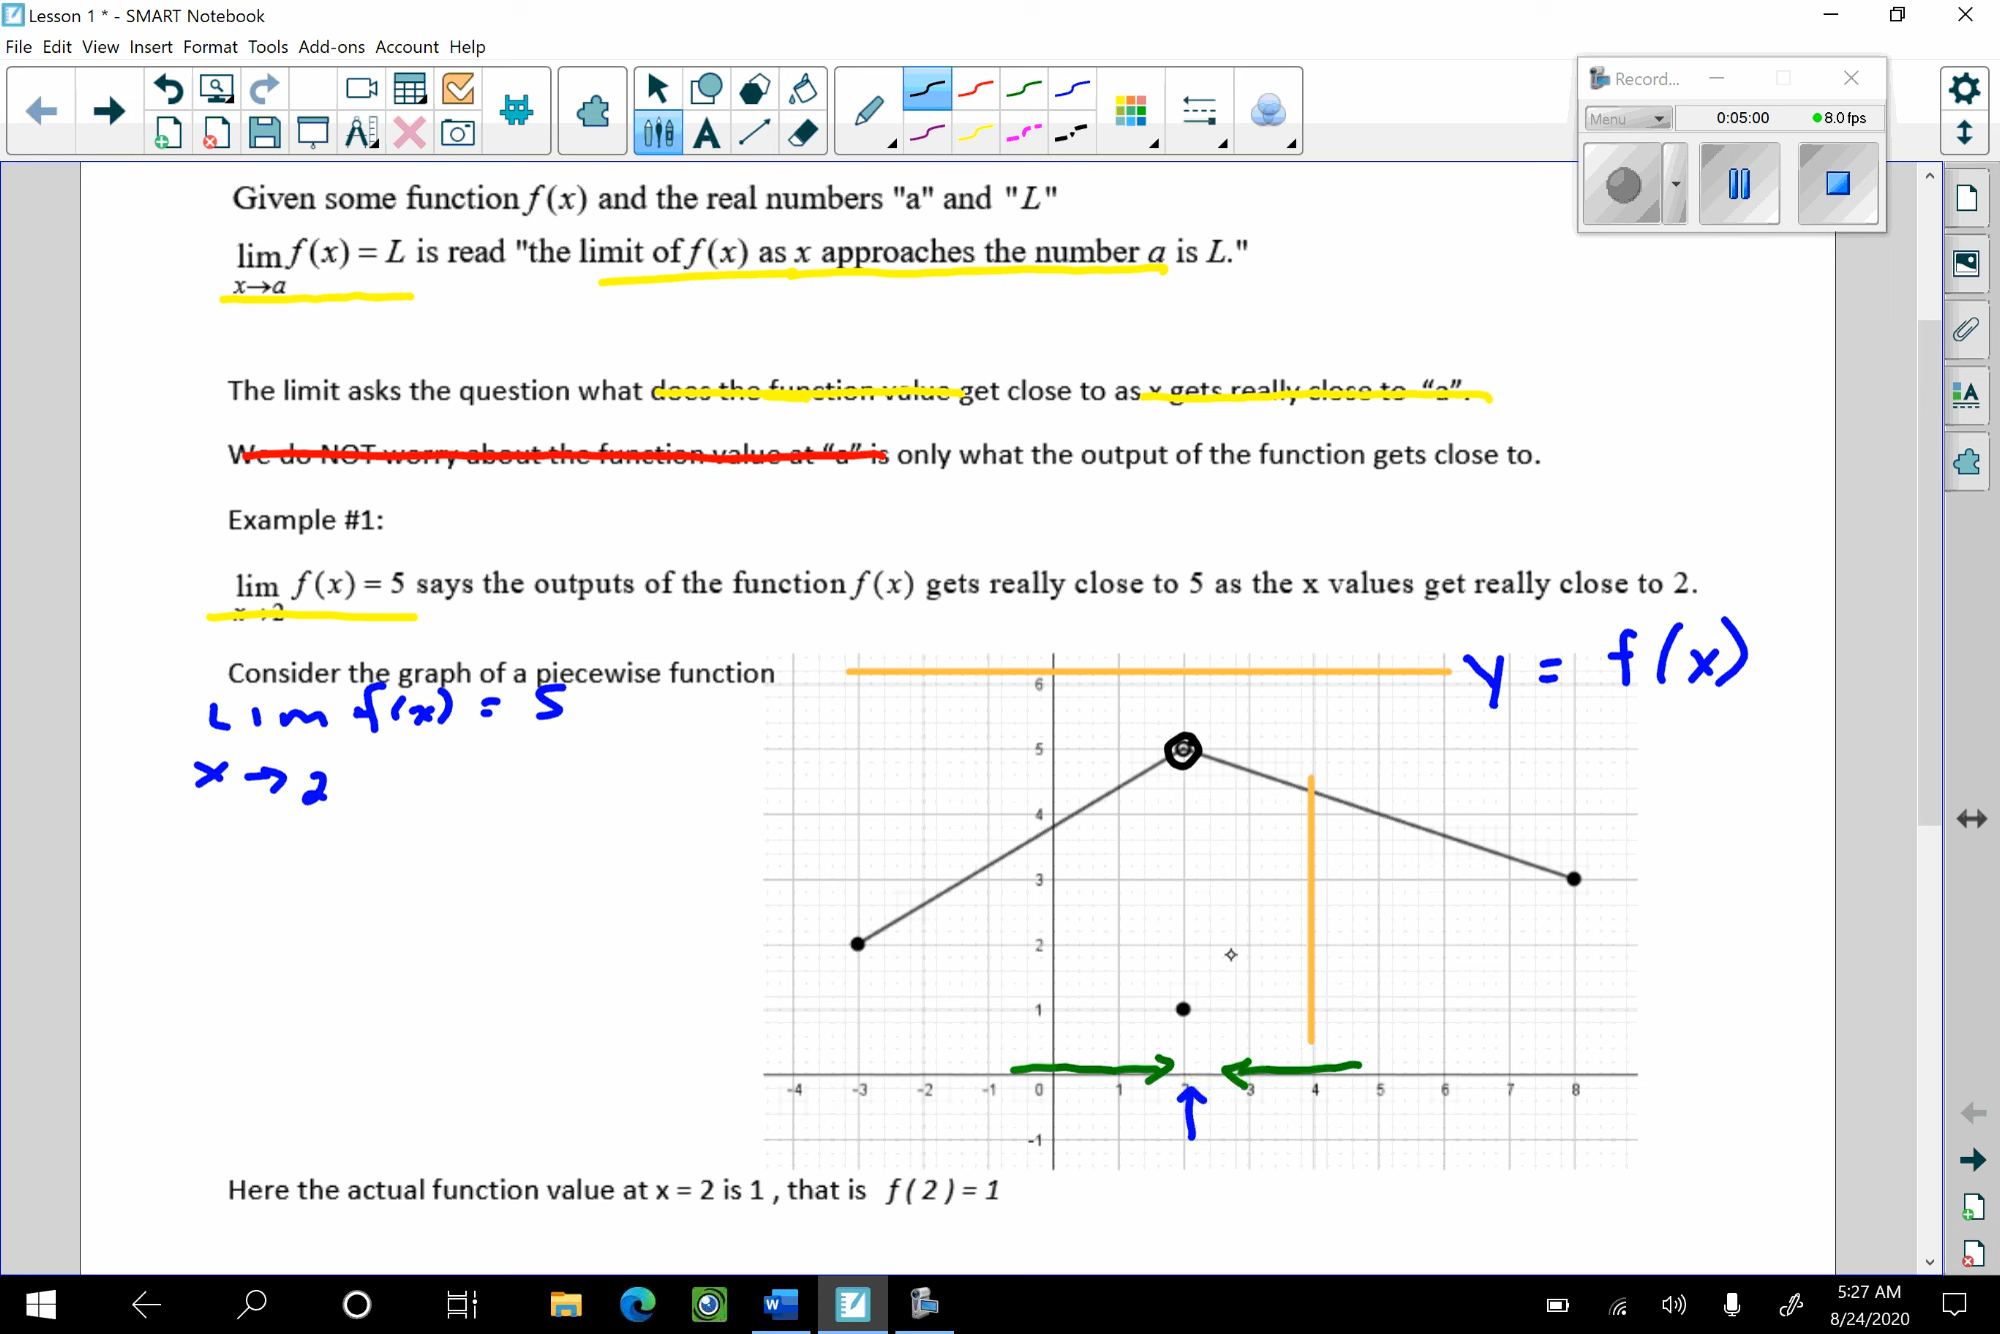 Lesson 1 * - SMART Notebook
File Edit View Insert Format Tools Add-ons Account Help
Record...
Menu 0:05:00 8.0 fps
Given some function f(x) and the real numbers "a" and "L"
lim f(x) = L is read "the limit of f(x) as x approaches the number a is L."
x→a
The limit asks the question what does the function value get close to as x gets really close to "a".
We do NOT worry about the function value at "a" is only what the output of the function gets close to.
Example #1:
lim f(x) = 5 says the outputs of the function f(x) gets really close to 5 as the x values get really close to 2.
x→2
Consider the graph of a piecewise function
y = f(x)
Lim f(x) = 5
x → 2
6
5
4
3
2
1
-4 -3 -2 -1 0 1 2 3 4 5 6 7 8
-1
Here the actual function value at x = 2 is 1 , that is f(2) = 1
5:27 AM
8/24/2020